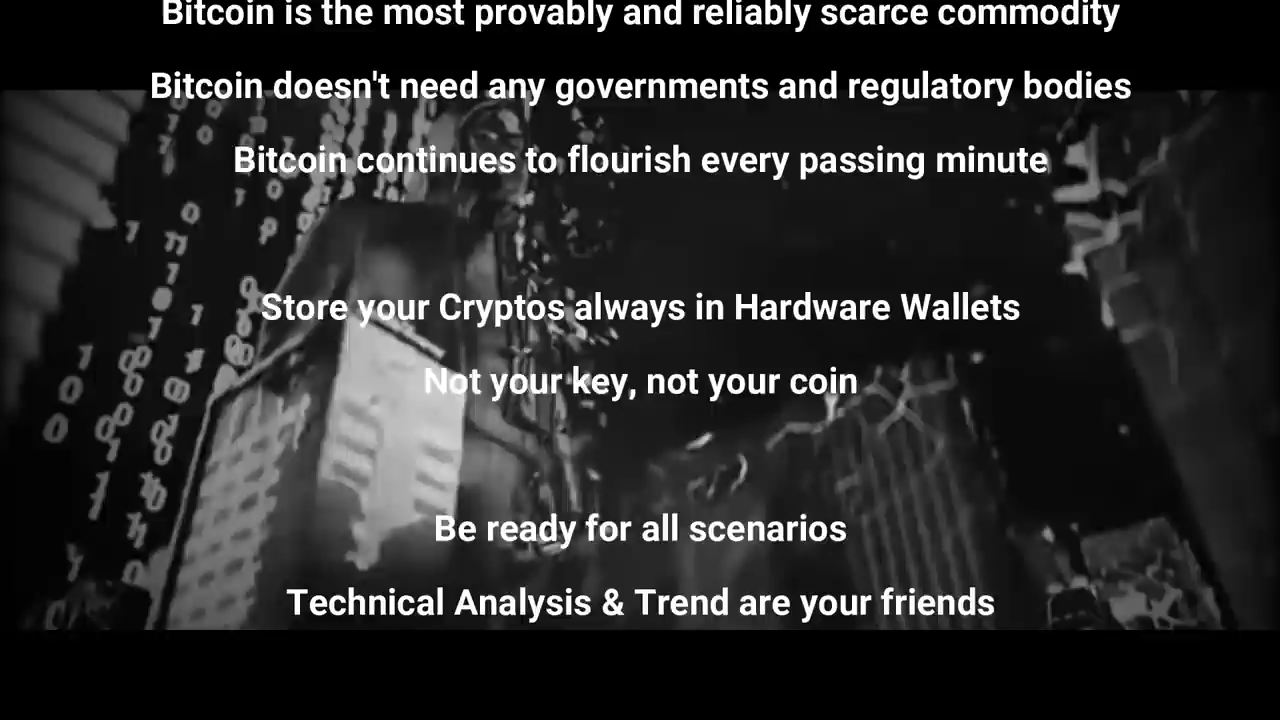 Bitcoin is the most provably and reliably scarce commodity
Bitcoin doesn't need any governments and regulatory bodies
Bitcoin continues to flourish every passing minute
Store your Cryptos always in Hardware Wallets
Not your key, not your coin
Be ready for all scenarios
Technical Analysis & Trend are your friends